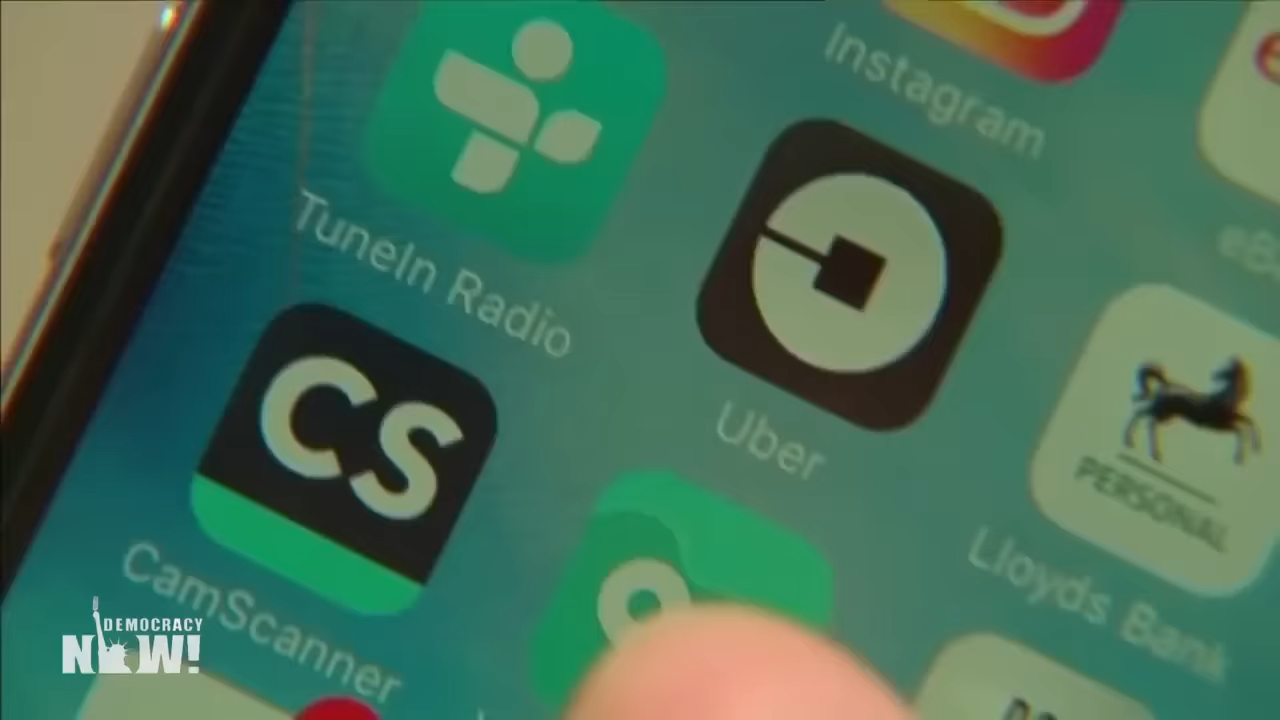 Instagram
TuneIn Radio
Uber
CS
CamScanner
PERSONAL
Lloyds Bank
DEMOCRACY
NOW!